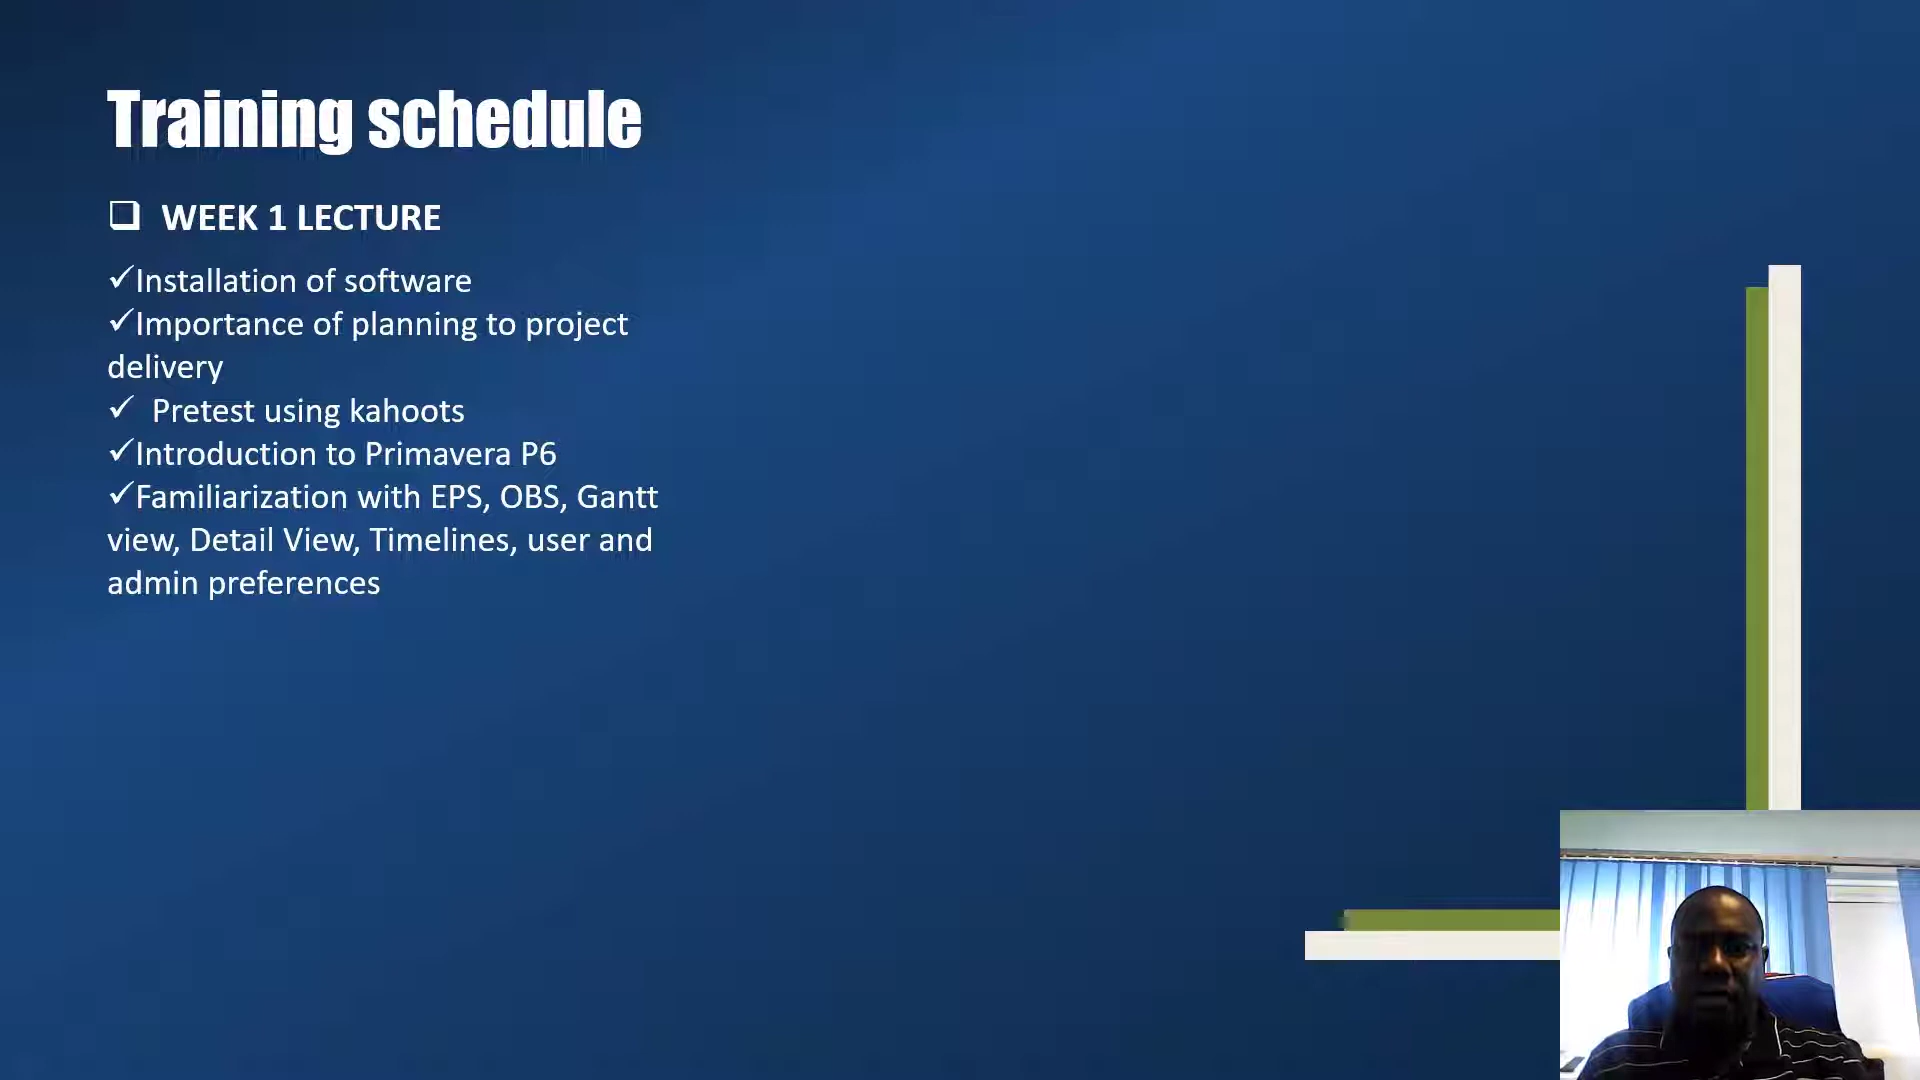 Training schedule
❑ WEEK 1 LECTURE
✓Installation of software
✓Importance of planning to project
delivery
✓ Pretest using kahoots
✓Introduction to Primavera P6
✓Familiarization with EPS, OBS, Gantt
view, Detail View, Timelines, user and
admin preferences